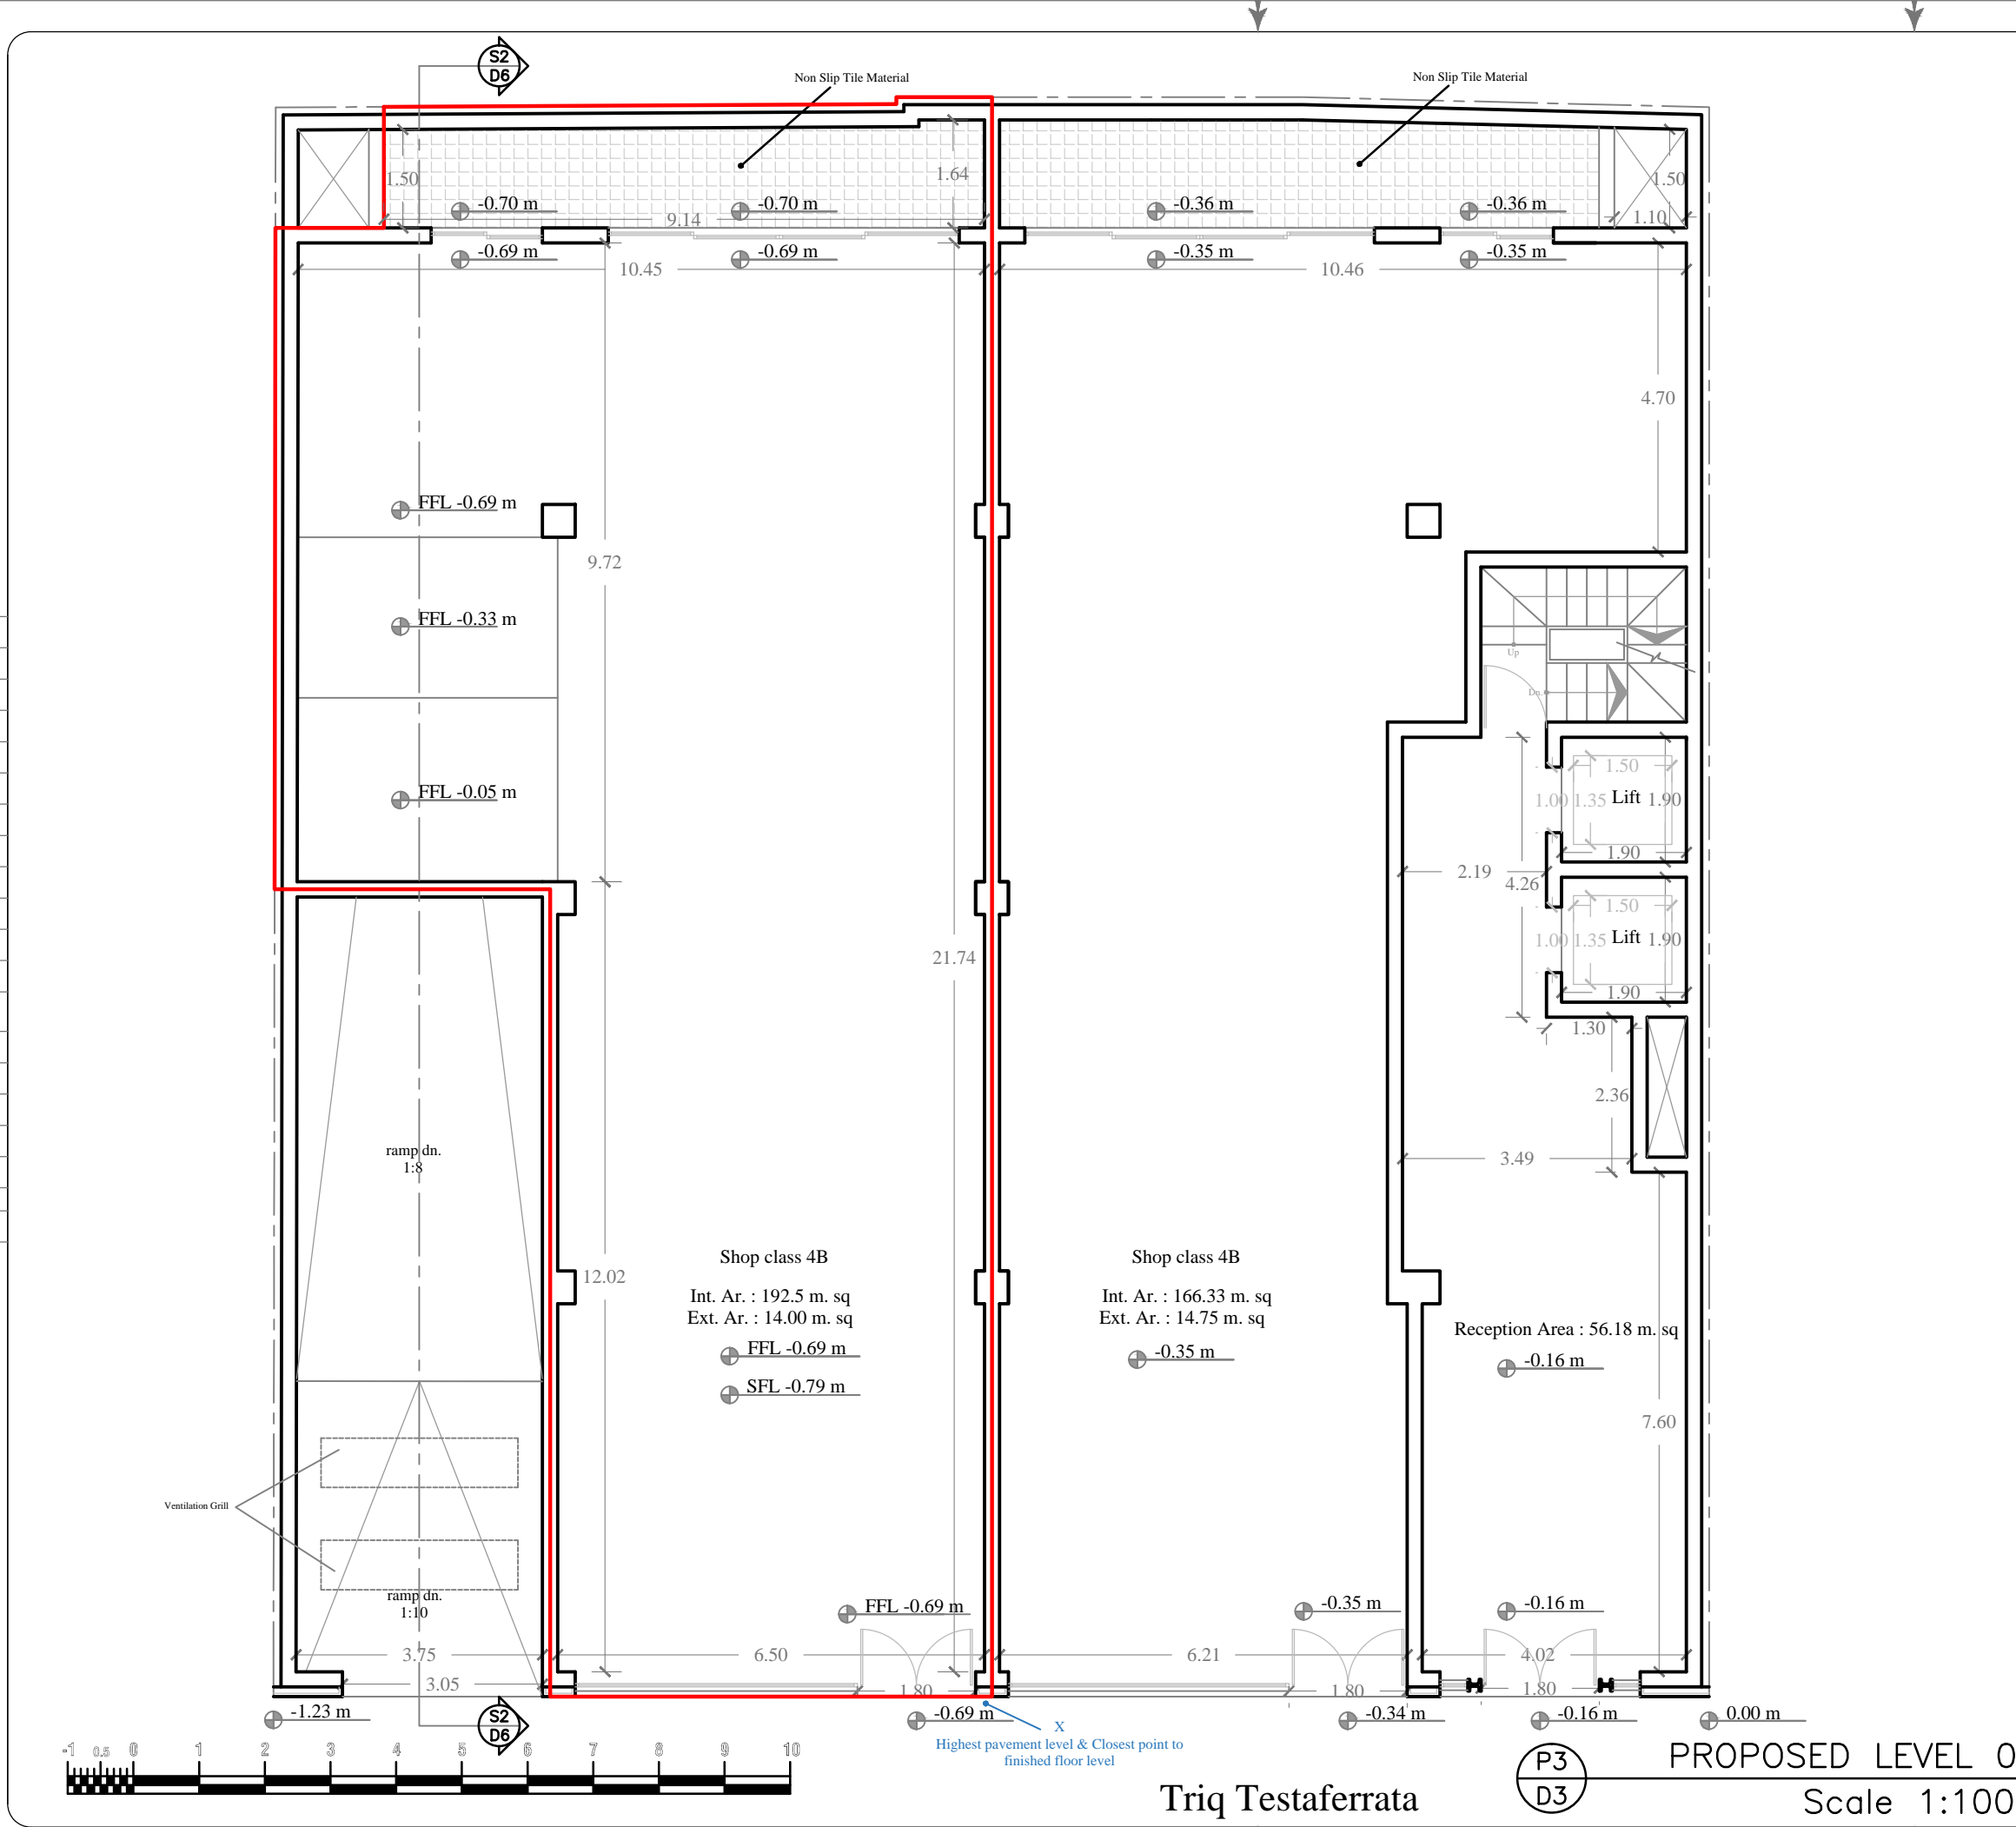 S2
D6
Non Slip Tile Material
Non Slip Tile Material
1.50
1.64
1.50
-0.70 m
-0.70 m
9.14
-0.36 m
-0.36 m
1.10
-0.69 m
-0.69 m
-0.35 m
-0.35 m
10.45
10.46
4.70
FFL -0.69 m
9.72
FFL -0.33 m
Up
Dn.
FFL -0.05 m
1.50
1.00
1.35
Lift
1.90
1.90
2.19
4.26
1.50
1.00
1.35
Lift
1.90
1.90
21.74
1.30
2.36
ramp dn.
1:8
3.49
Shop class 4B
Int. Ar. : 192.5 m. sq
Ext. Ar. : 14.00 m. sq
FFL -0.69 m
SFL -0.79 m
12.02
Shop class 4B
Int. Ar. : 166.33 m. sq
Ext. Ar. : 14.75 m. sq
-0.35 m
Reception Area : 56.18 m. sq
-0.16 m
7.60
Ventilation Grill
ramp dn.
1:10
FFL -0.69 m
-0.35 m
-0.16 m
3.75
6.50
6.21
4.02
3.05
1.80
1.80
1.80
-1.23 m
S2
D6
-0.69 m
-0.34 m
-0.16 m
0.00 m
X
Highest pavement level & Closest point to
finished floor level
-1 0.5 0 1 2 3 4 5 6 7 8 9 10
Triq Testaferrata
P3
D3
PROPOSED LEVEL 0
Scale 1:100